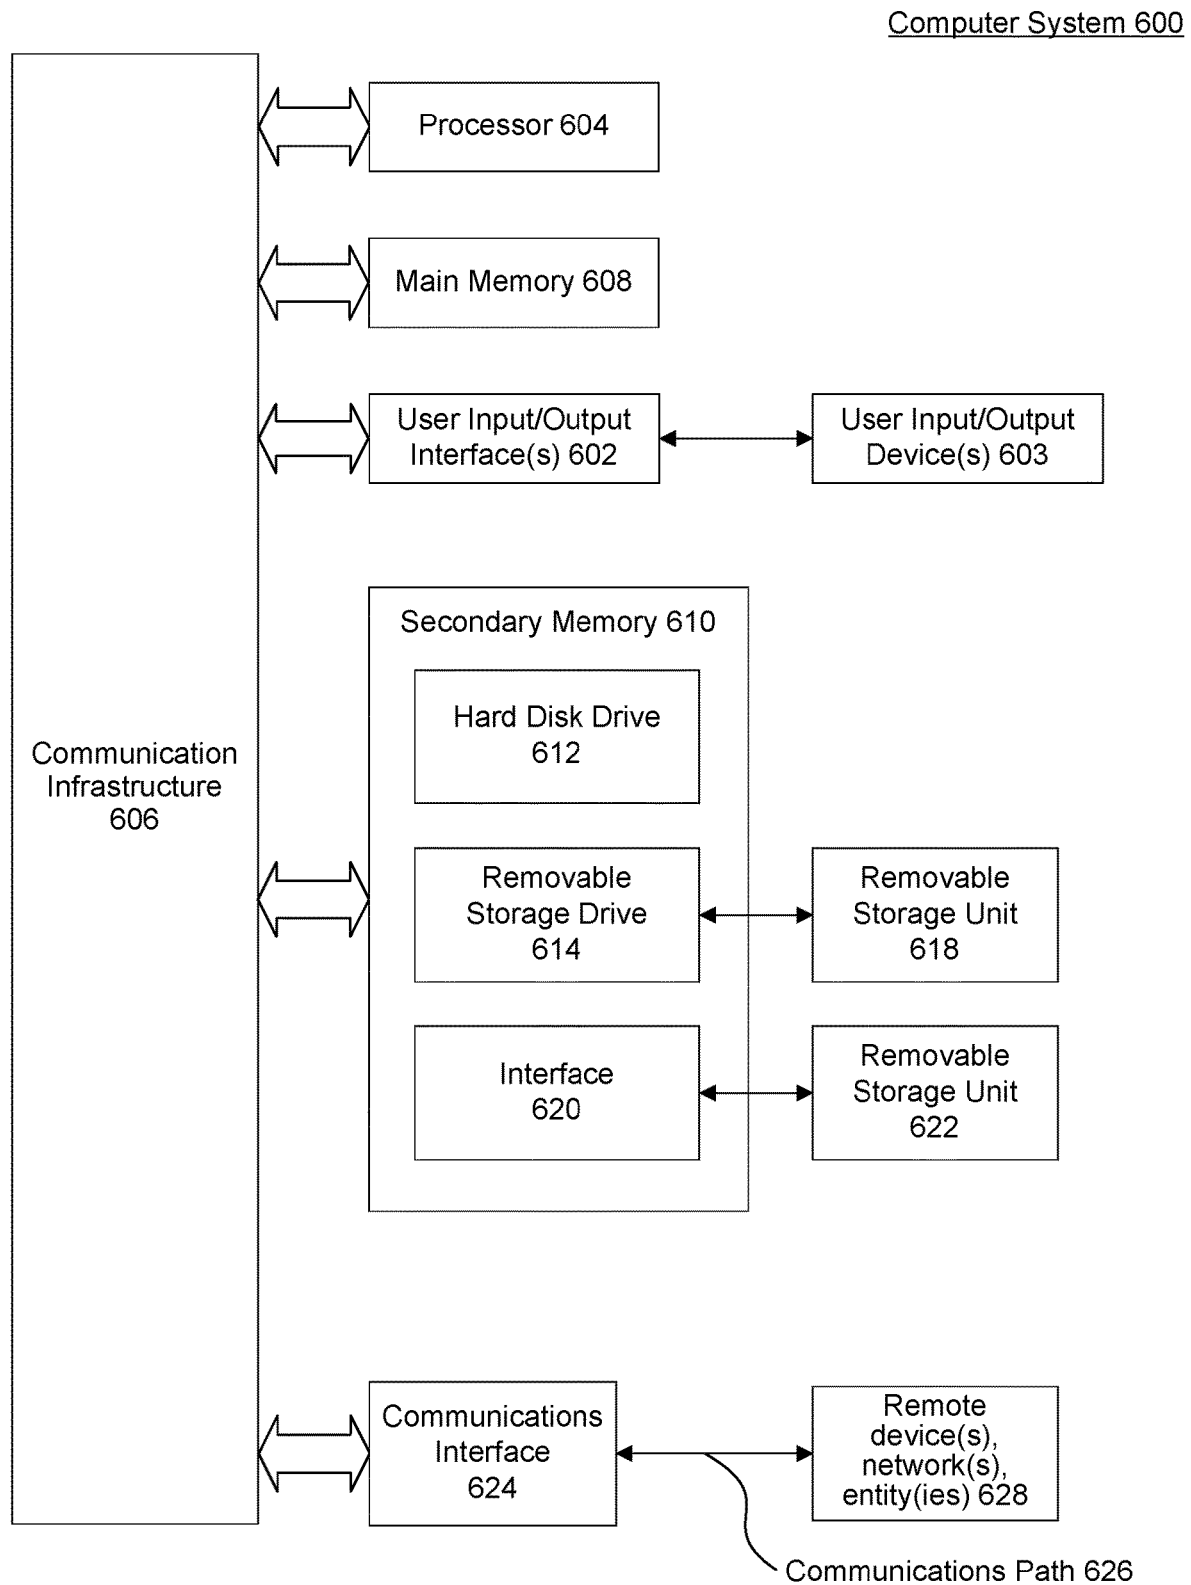 Computer System 600
Processor 604
Main Memory 608
User Input/Output
Interface(s) 602
User Input/Output
Device(s) 603
Secondary Memory 610
Hard Disk Drive
612
Communication
Infrastructure
606
Removable
Storage Drive
614
Removable
Storage Unit
618
Interface
620
Removable
Storage Unit
622
Communications
Interface
624
Remote
device(s),
network(s),
entity(ies) 628
Communications Path 626